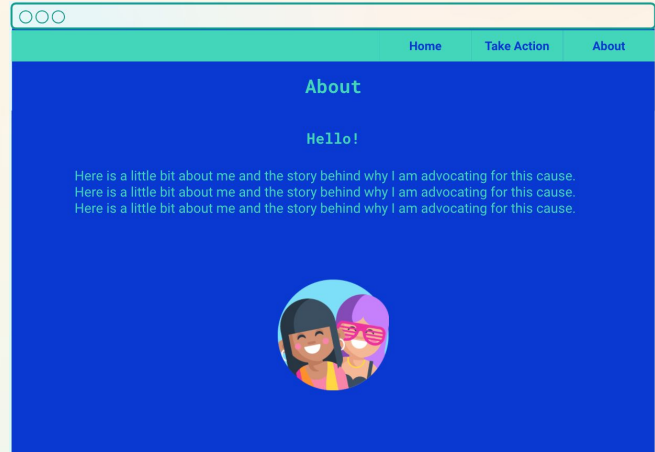 Home Take Action About
About
Hello!
Here is a little bit about me and the story behind why I am advocating for this cause.
Here is a little bit about me and the story behind why I am advocating for this cause.
Here is a little bit about me and the story behind why I am advocating for this cause.